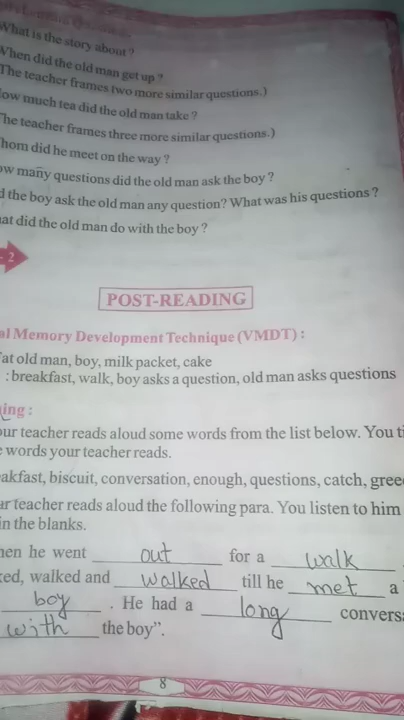 What is the story about ?
When did the old man get up ?
The teacher frames two more similar questions.)
ow much tea did the old man take ?
he teacher frames three more similar questions.)
hom did he meet on the way ?
ow many questions did the old man ask the boy ?
d the boy ask the old man any question? What was his questions ?
at did the old man do with the boy ?
- 2
POST-READING
al Memory Development Technique (VMDT) :
at old man, boy, milk packet, cake
: breakfast, walk, boy asks a question, old man asks questions
ing :
our teacher reads aloud some words from the list below. You ti
e words your teacher reads.
akfast, biscuit, conversation, enough, questions, catch, gree
ur teacher reads aloud the following para. You listen to him
in the blanks.
hen he went out for a walk .
ked, walked and walked till he met a
boy . He had a long convers
with the boy”.
8